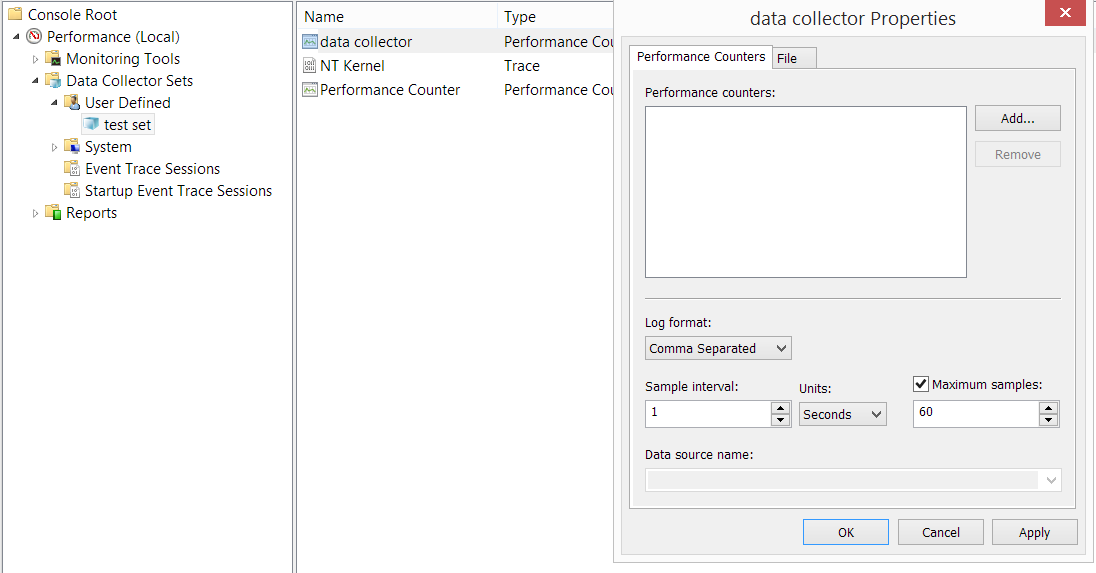 Console Root
Performance (Local)
Monitoring Tools
Data Collector Sets
User Defined
test set
System
Event Trace Sessions
Startup Event Trace Sessions
Reports
Name Type
data collector Performance Cou
NT Kernel Trace
Performance Counter Performance Cou
data collector Properties
Performance Counters File
Performance counters:
Add...
Remove
Log format:
Comma Separated
Sample interval: Units: Maximum samples:
1 Seconds 60
Data source name:
OK Cancel Apply